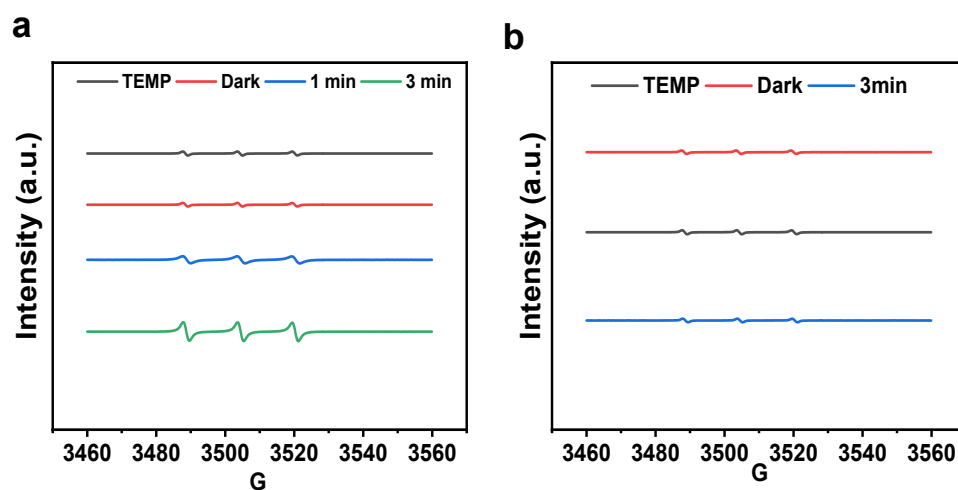 a
TEMP Dark 1 min 3 min
Intensity (a.u.)
3460 3480 3500 3520 3540 3560
G
b
TEMP Dark 3min
Intensity (a.u.)
3460 3480 3500 3520 3540 3560
G